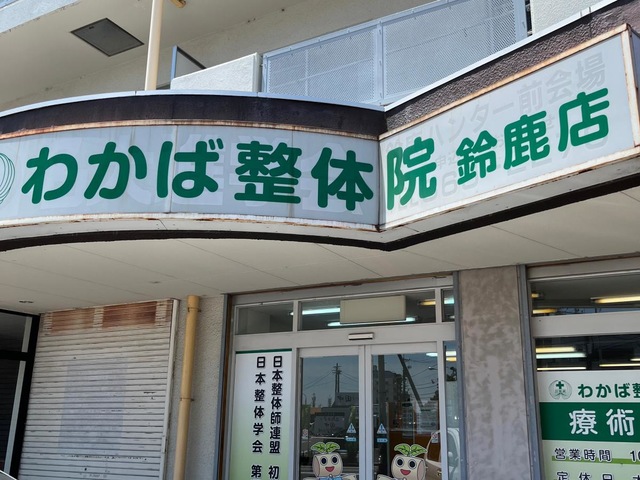 わかば整体院 鈴鹿店
ハンター前会場
日本整体師連盟 初
日本整体学会 第
わかば整
療術
営業時間 10
定休日